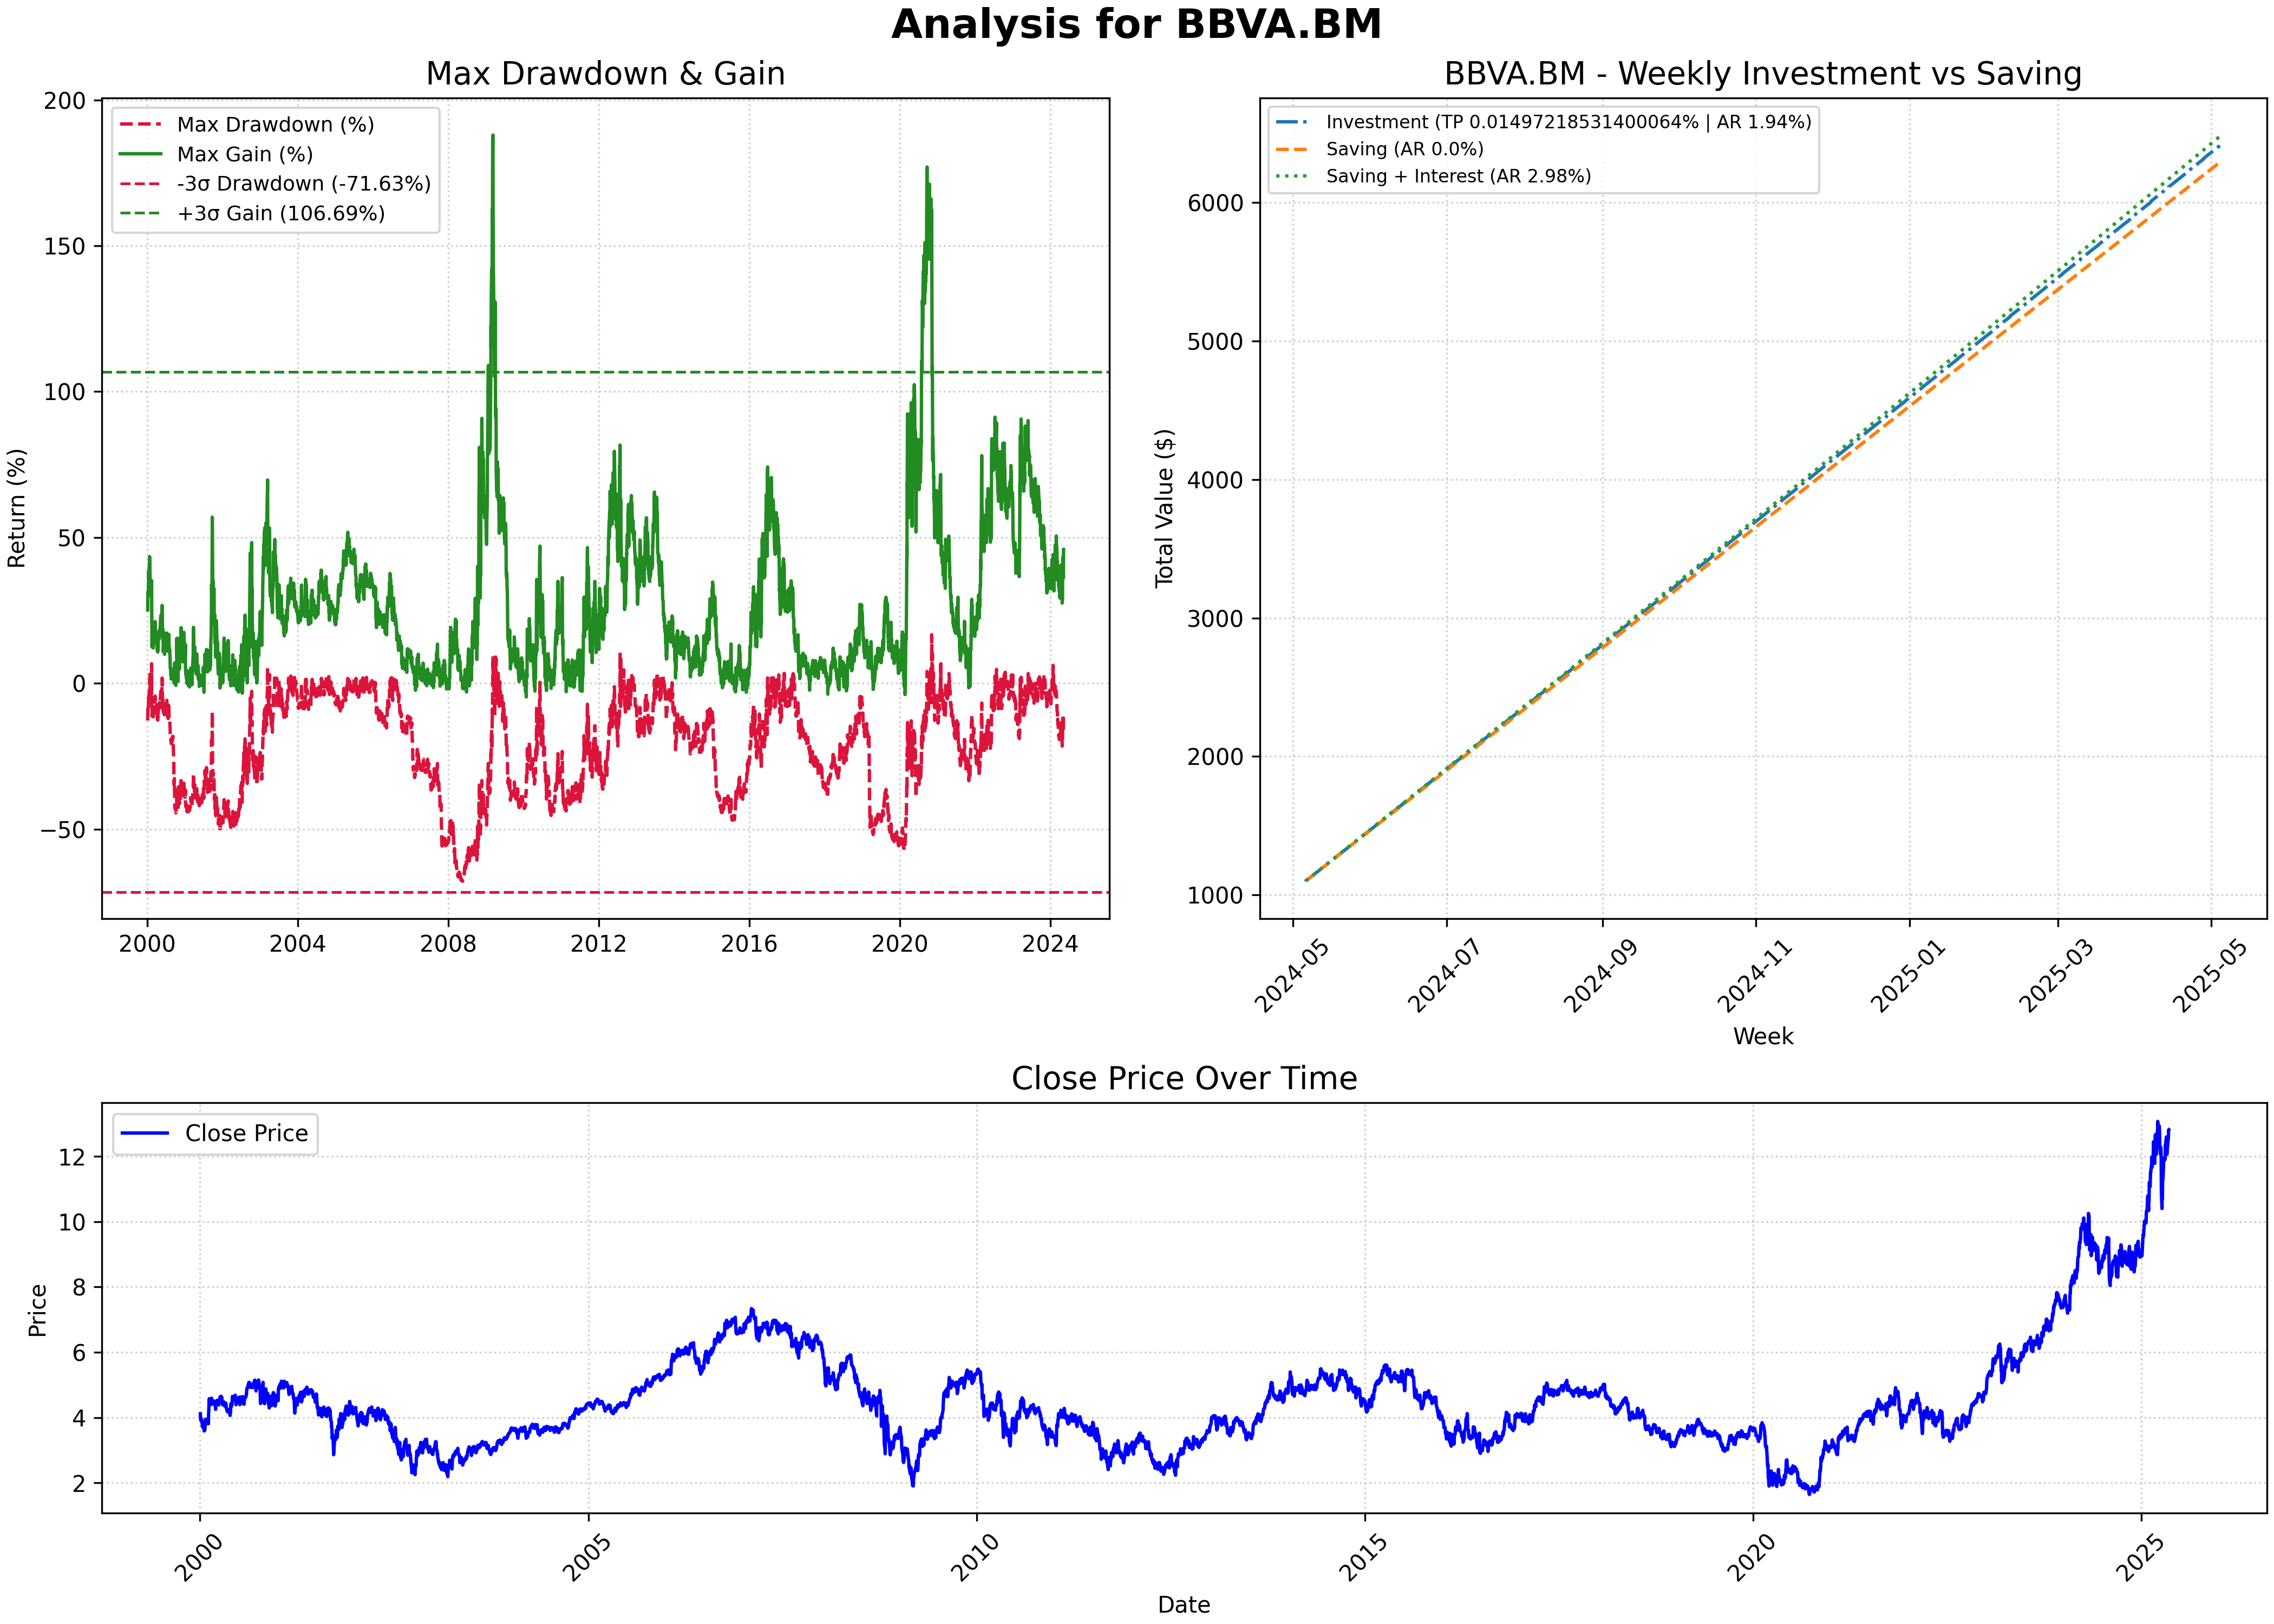 Analysis for BBVA.BM
Max Drawdown & Gain
Max Drawdown (%)
Max Gain (%)
-3σ Drawdown (-71.63%)
+3σ Gain (106.69%)
Return (%)
200
150
100
50
0
−50
2000 2004 2008 2012 2016 2020 2024
BBVA.BM - Weekly Investment vs Saving
Investment (TP 0.01497218531400064% | AR 1.94%)
Saving (AR 0.0%)
Saving + Interest (AR 2.98%)
Total Value ($)
6000
5000
4000
3000
2000
1000
2024-05 2024-07 2024-09 2024-11 2025-01 2025-03 2025-05
Week
Close Price Over Time
Close Price
Price
12
10
8
6
4
2
2000 2005 2010 2015 2020 2025
Date